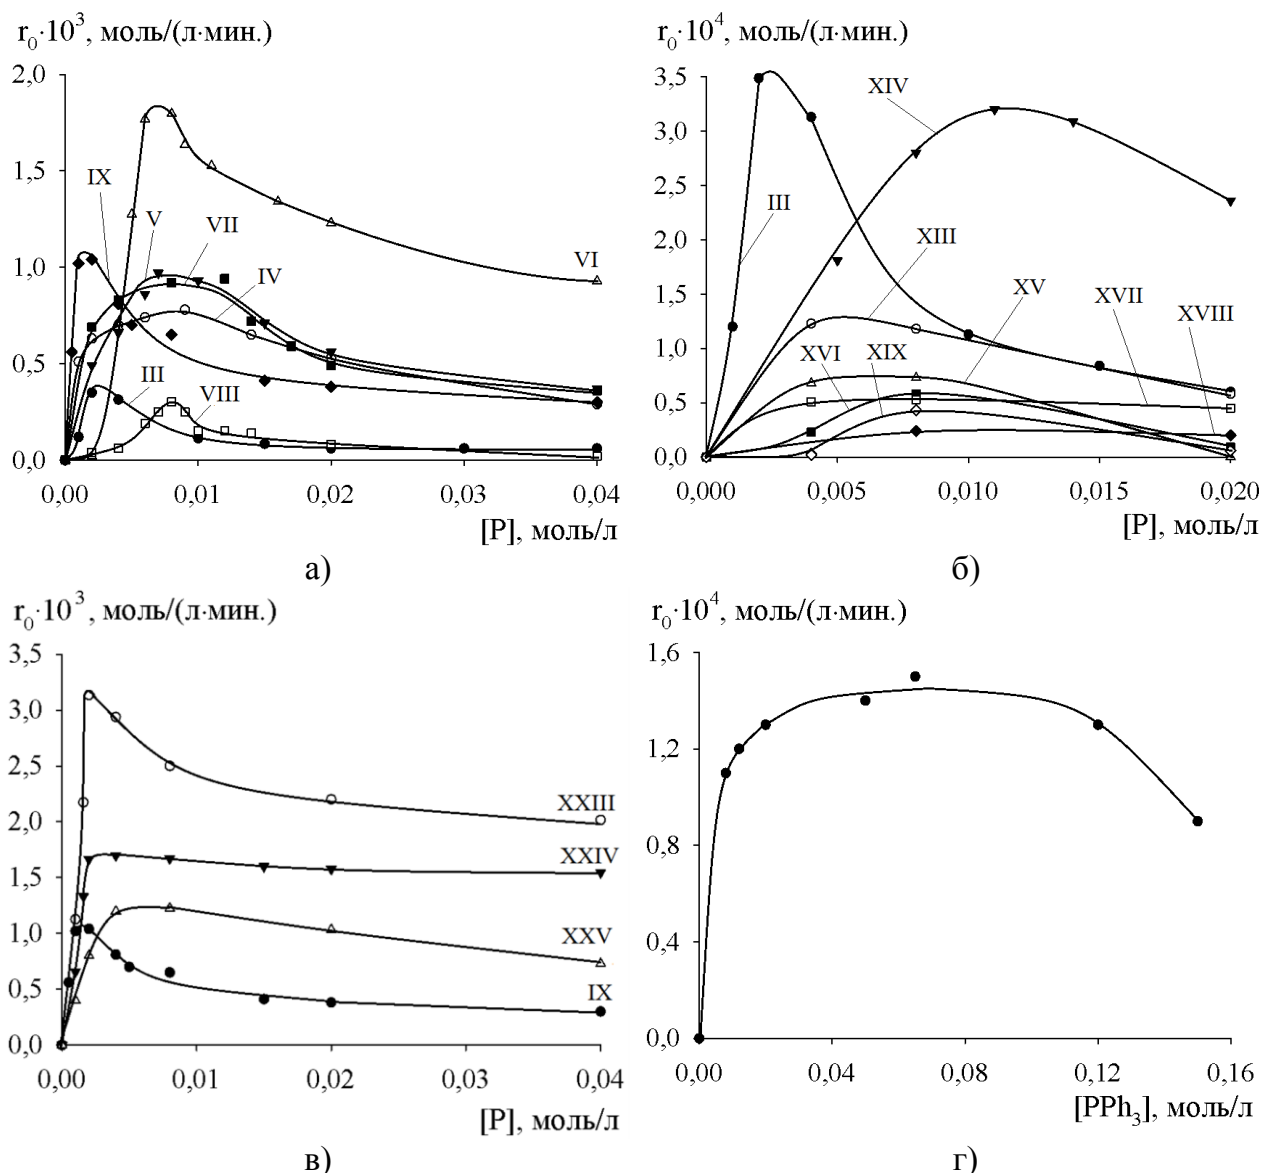 r₀·10³, моль/(л·мин.)
2,0
1,5
1,0
0,5
0,0
IX
V
VII
IV
VI
III
VIII
0,00 0,01 0,02 0,03 0,04
[P], моль/л
а)
r₀·10⁴, моль/(л·мин.)
3,5
3,0
2,5
2,0
1,5
1,0
0,5
0,0
XIV
III
XIII
XV
XVII
XVIII
XVI
XIX
0,000 0,005 0,010 0,015 0,020
[P], моль/л
б)
r₀·10³, моль/(л·мин.)
3,5
3,0
2,5
2,0
1,5
1,0
0,5
0,0
XXIII
XXIV
XXV
IX
0,00 0,01 0,02 0,03 0,04
[P], моль/л
в)
r₀·10⁴, моль/(л·мин.)
1,6
1,2
0,8
0,4
0,0
0,00 0,04 0,08 0,12 0,16
[PPh₃], моль/л
г)